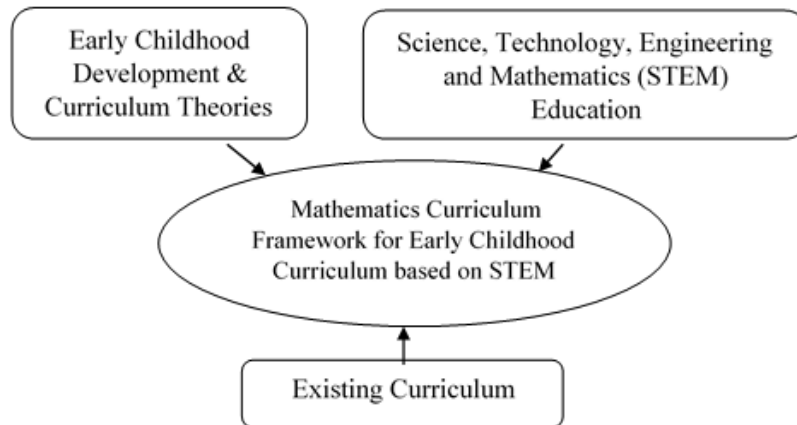 Early Childhood
Development &
Curriculum Theories
Science, Technology, Engineering
and Mathematics (STEM)
Education
Mathematics Curriculum
Framework for Early Childhood
Curriculum based on STEM
Existing Curriculum